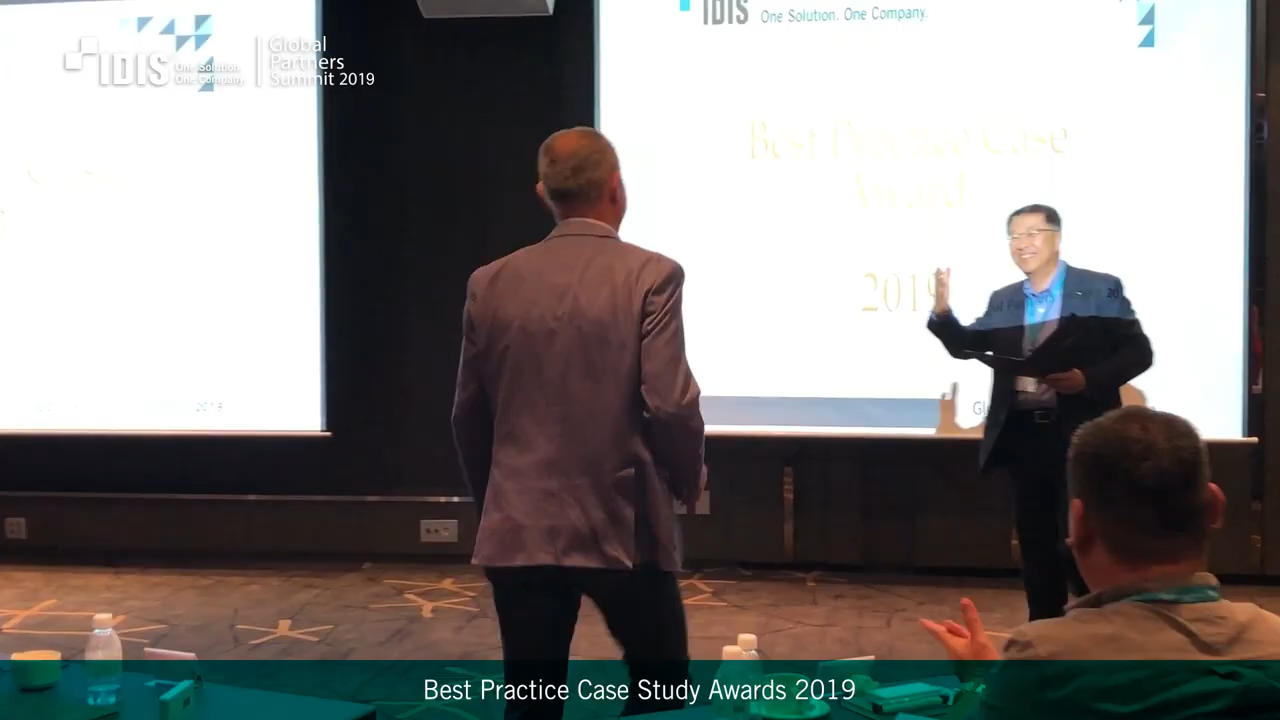 IDIS One Solution. One Company.
Global
Partners
Summit 2019
IDIS One Solution. One Company.
Best Practice Case
Award
2019
2019
Best Practice Case Study Awards 2019